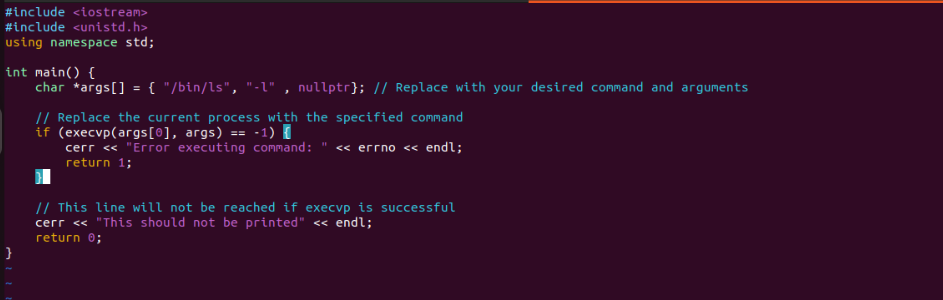 #include <iostream>
#include <unistd.h>
using namespace std;

int main() {
    char *args[] = { "/bin/ls", "-l" , nullptr}; // Replace with your desired command and arguments

    // Replace the current process with the specified command
    if (execvp(args[0], args) == -1) {
        cerr << "Error executing command: " << errno << endl;
        return 1;
    }

    // This line will not be reached if execvp is successful
    cerr << "This should not be printed" << endl;
    return 0;
}
~
~
~